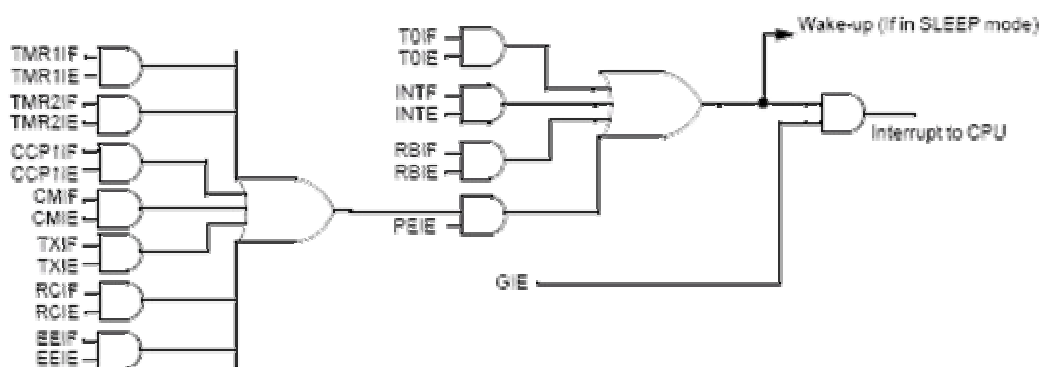 TMR1IF
TMR1IE
TMR2IF
TMR2IE
CCP1IF
CCP1IE
CMIF
CMIE
TXIF
TXIE
RCIF
RCIE
EEIF
EEIE
T0IF
T0IE
INTF
INTE
RBIF
RBIE
PEIE
GIE
Wake-up (If in SLEEP mode)
Interrupt to CPU